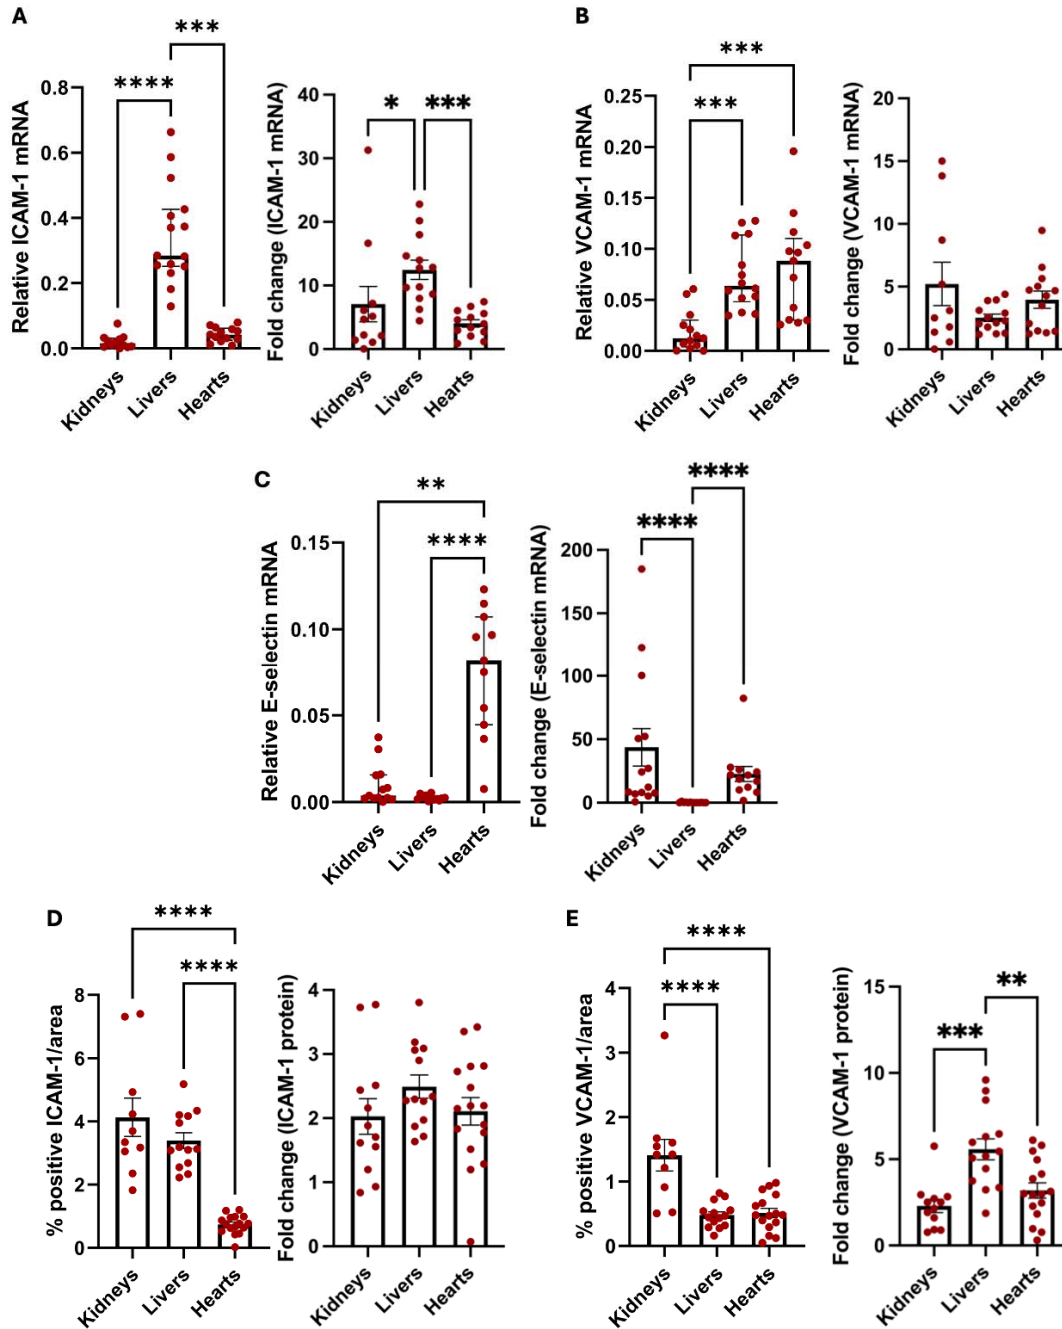 A
B
***
****
Relative ICAM-1 mRNA
0.8
0.6
0.4
0.2
0.0
Kidneys
Livers
Hearts
*
***
Fold change (ICAM-1 mRNA)
40
30
20
10
0
Kidneys
Livers
Hearts
***
***
Relative VCAM-1 mRNA
0.25
0.20
0.15
0.10
0.05
0.00
Kidneys
Livers
Hearts
Fold change (VCAM-1 mRNA)
20
15
10
5
0
Kidneys
Livers
Hearts
C
**
****
Relative E-selectin mRNA
0.15
0.10
0.05
0.00
Kidneys
Livers
Hearts
****
****
Fold change (E-selectin mRNA)
200
150
100
50
0
Kidneys
Livers
Hearts
D
****
****
% positive ICAM-1/area
8
6
4
2
0
Kidneys
Livers
Hearts
Fold change (ICAM-1 protein)
4
3
2
1
0
Kidneys
Livers
Hearts
E
****
****
% positive VCAM-1/area
4
3
2
1
0
Kidneys
Livers
Hearts
**
***
Fold change (VCAM-1 protein)
15
10
5
0
Kidneys
Livers
Hearts